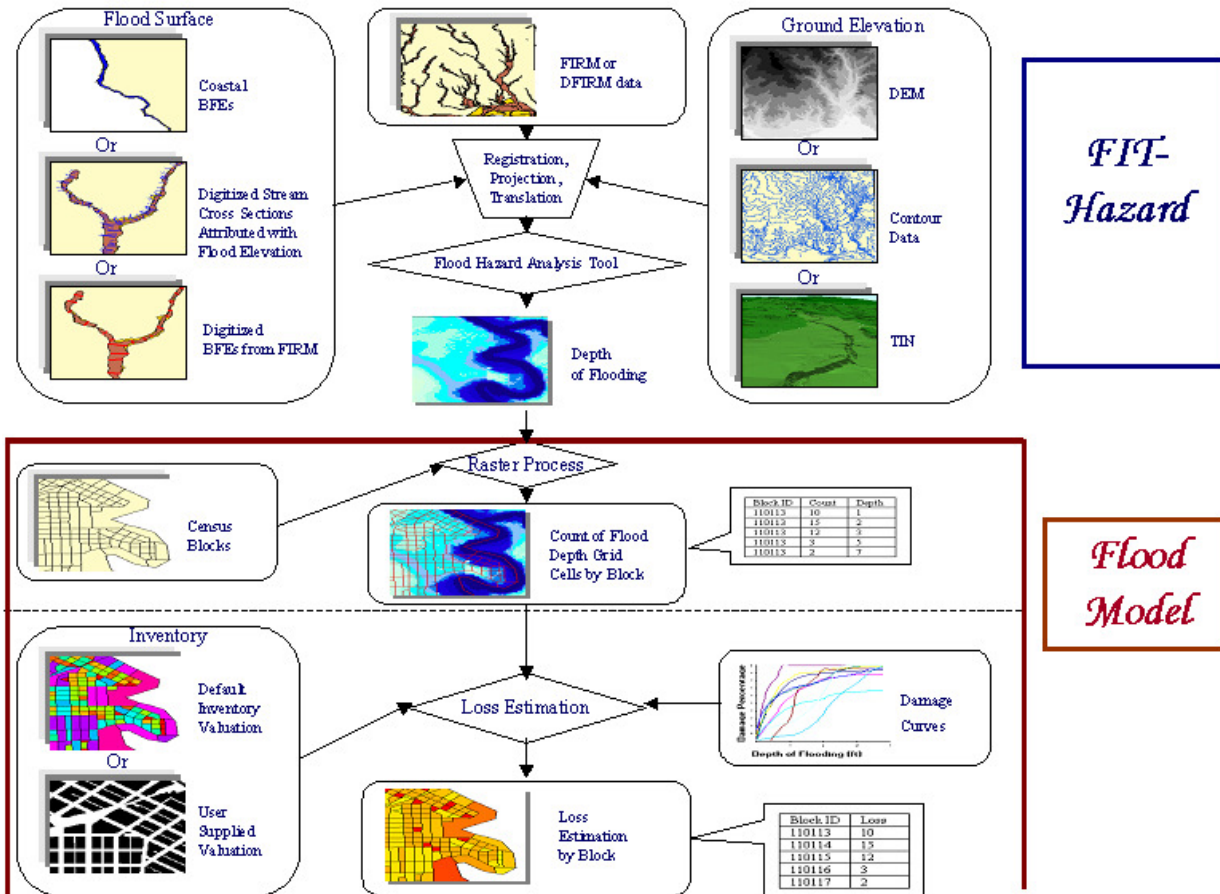 Flood Surface
Coastal
BFEs
Or
Digitized Stream
Cross Sections
Attributed with
Flood Elevation
Or
Digitized
BFEs from FIRM
FIRM or
DFIRM data
Registration,
Projection,
Translation
Flood Hazard Analysis Tool
Depth
of Flooding
Ground Elevation
DEM
Or
Contour
Data
Or
TIN
FIT-
Hazard
Raster Process
Census
Blocks
Count of Flood
Depth Grid
Cells by Block
Block ID Count Depth
110113 10 1
110113 15 2
110113 12 3
110113 3 5
110113 2 7
Flood
Model
Inventory
Default
Inventory
Valuation
Or
User
Supplied
Valuation
Loss Estimation
Damage Percentage
Depth of Flooding (ft)
Damage
Curves
Loss
Estimation
by Block
Block ID Loss
110113 10
110114 15
110115 12
110116 3
110117 2